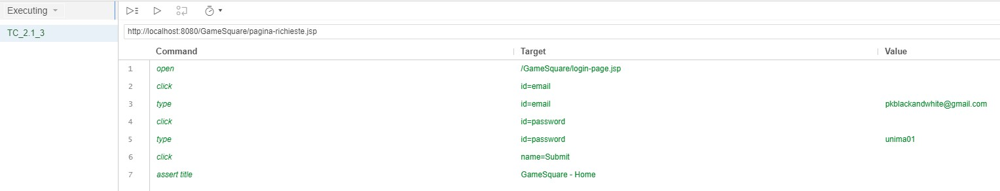 Executing
TC_2.1_3
http://localhost:8080/GameSquare/pagina-richieste.jsp
Command Target Value
1 open /GameSquare/login-page.jsp
2 click id=email
3 type id=email pkblackandwhite@gmail.com
4 click id=password
5 type id=password unima01
6 click name=Submit
7 assert title GameSquare - Home